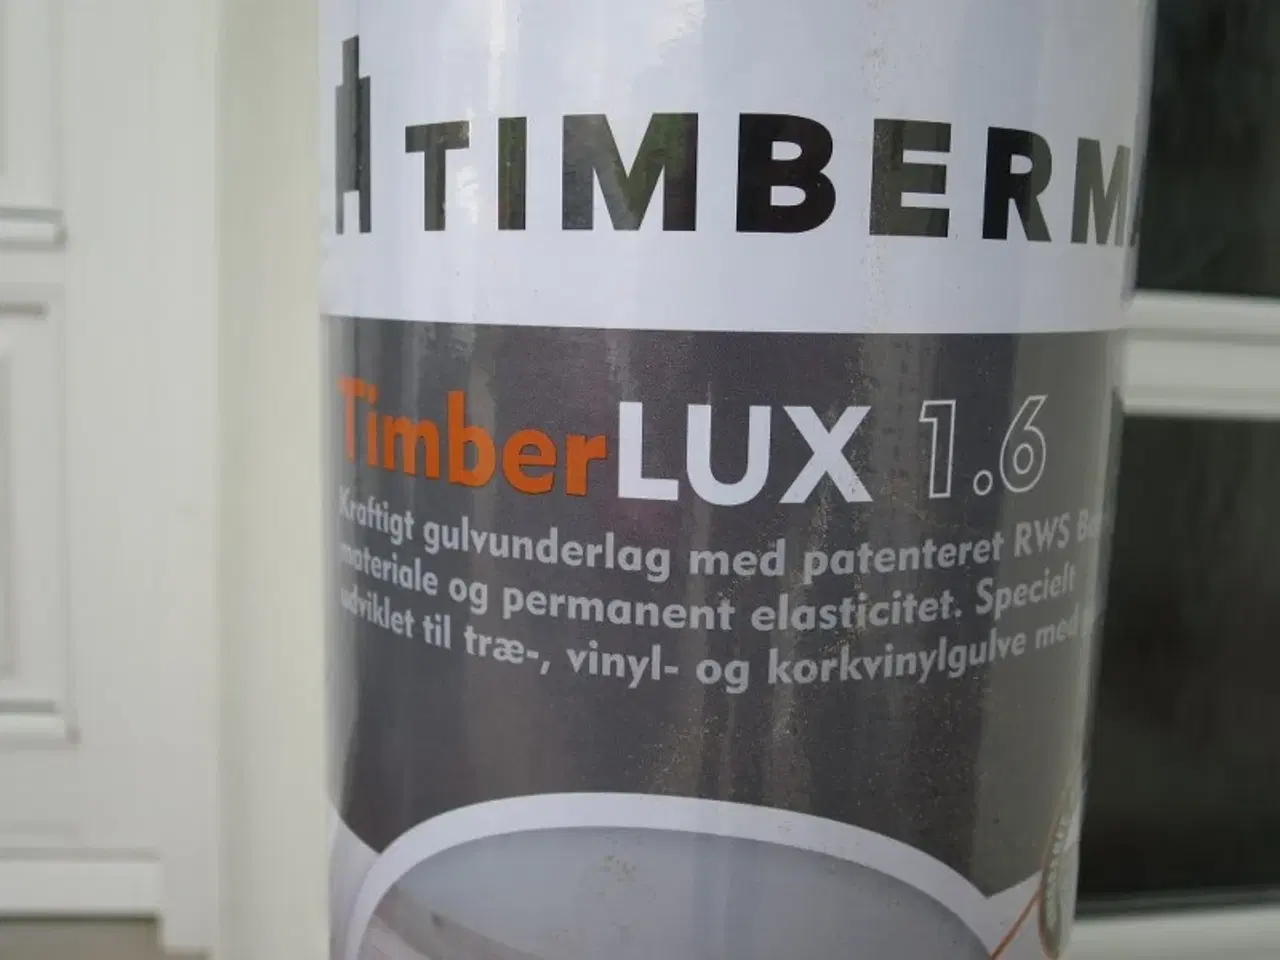 TIMBERM
TimberLUX 1.6
Kraftigt gulvunderlag med patenteret RWS
materiale og permanent elasticitet. Specielt
udviklet til træ-, vinyl- og korkvinylgulve med